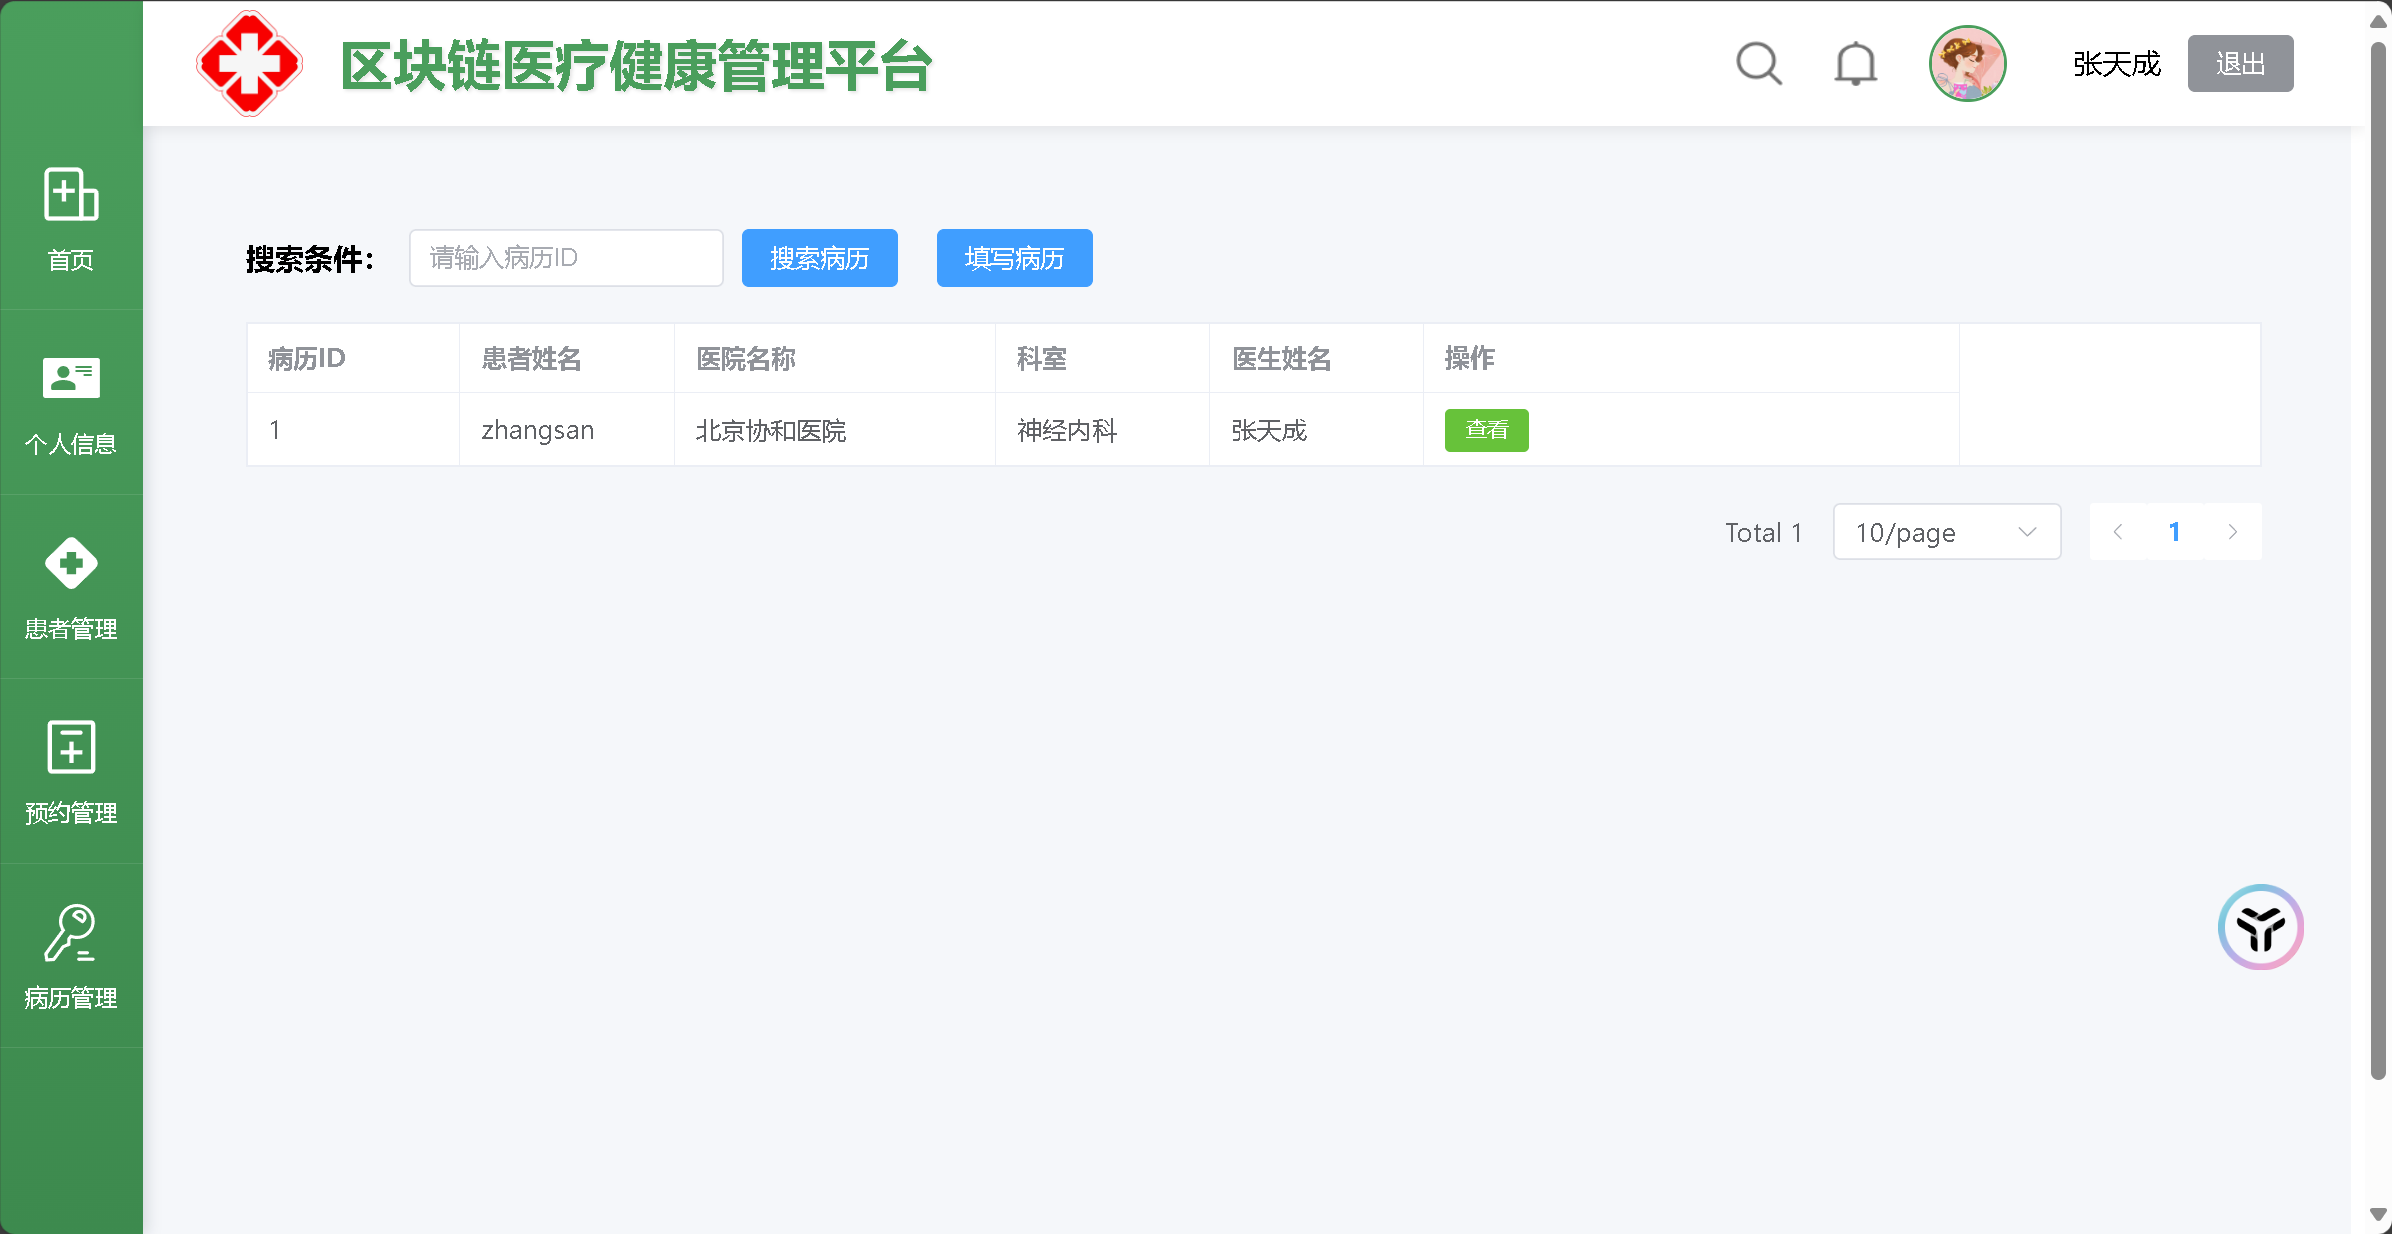 区块链医疗健康管理平台
张天成
退出
首页
个人信息
患者管理
预约管理
病历管理
搜索条件：
请输入病历ID
搜索病历
填写病历
病历ID 患者姓名 医院名称 科室 医生姓名 操作
1 zhangsan 北京协和医院 神经内科 张天成 查看
Total 1 10/page 1